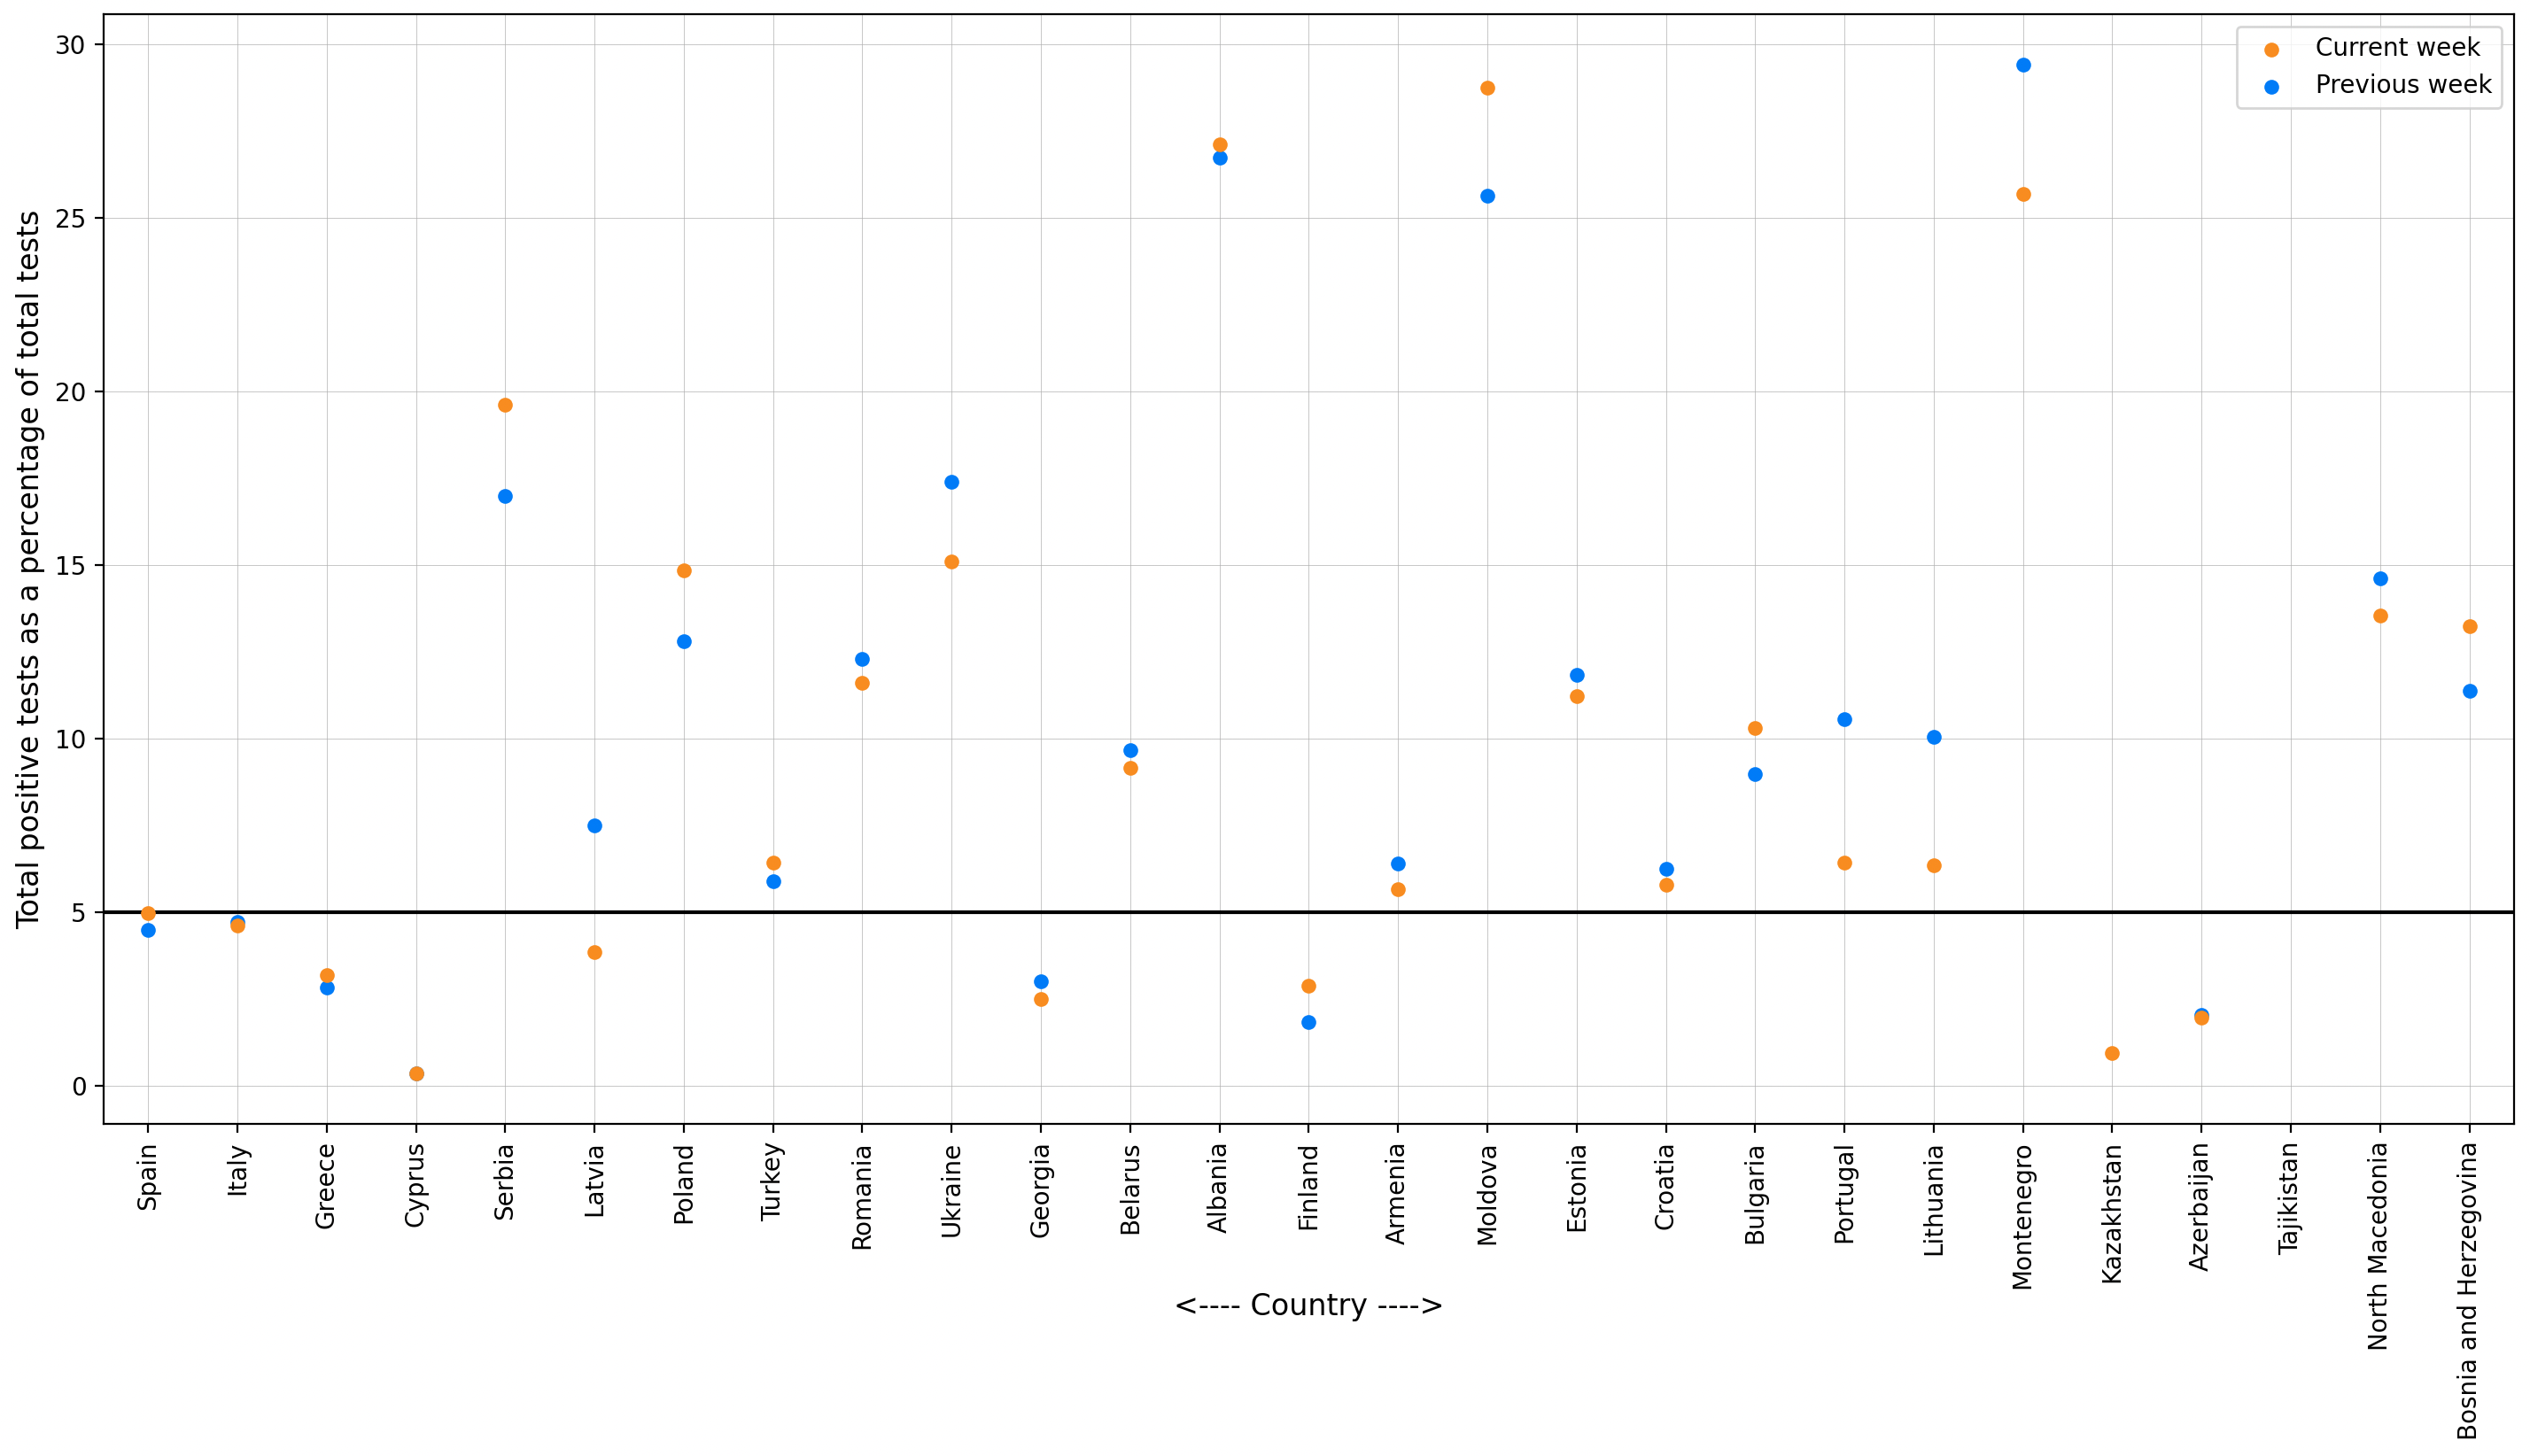 Total positive tests as a percentage of total tests
30
25
20
15
10
5
0
Current week
Previous week
Spain
Italy
Greece
Cyprus
Serbia
Latvia
Poland
Turkey
Romania
Ukraine
Georgia
Belarus
Albania
Finland
Armenia
Moldova
Estonia
Croatia
Bulgaria
Portugal
Lithuania
Montenegro
Kazakhstan
Azerbaijan
Tajikistan
North Macedonia
Bosnia and Herzegovina
<---- Country ---->